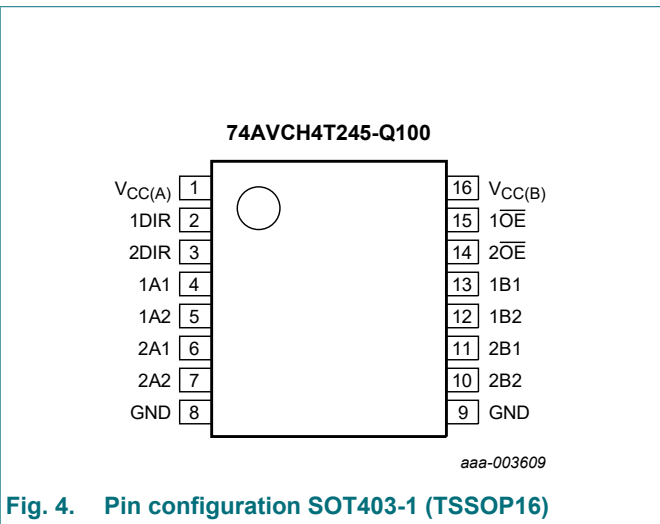 74AVCH4T245-Q100
VCC(A) 1 16 VCC(B)
1DIR 2 15 1O̅E̅
2DIR 3 14 2O̅E̅
1A1 4 13 1B1
1A2 5 12 1B2
2A1 6 11 2B1
2A2 7 10 2B2
GND 8 9 GND
aaa-003609
Fig. 4. Pin configuration SOT403-1 (TSSOP16)